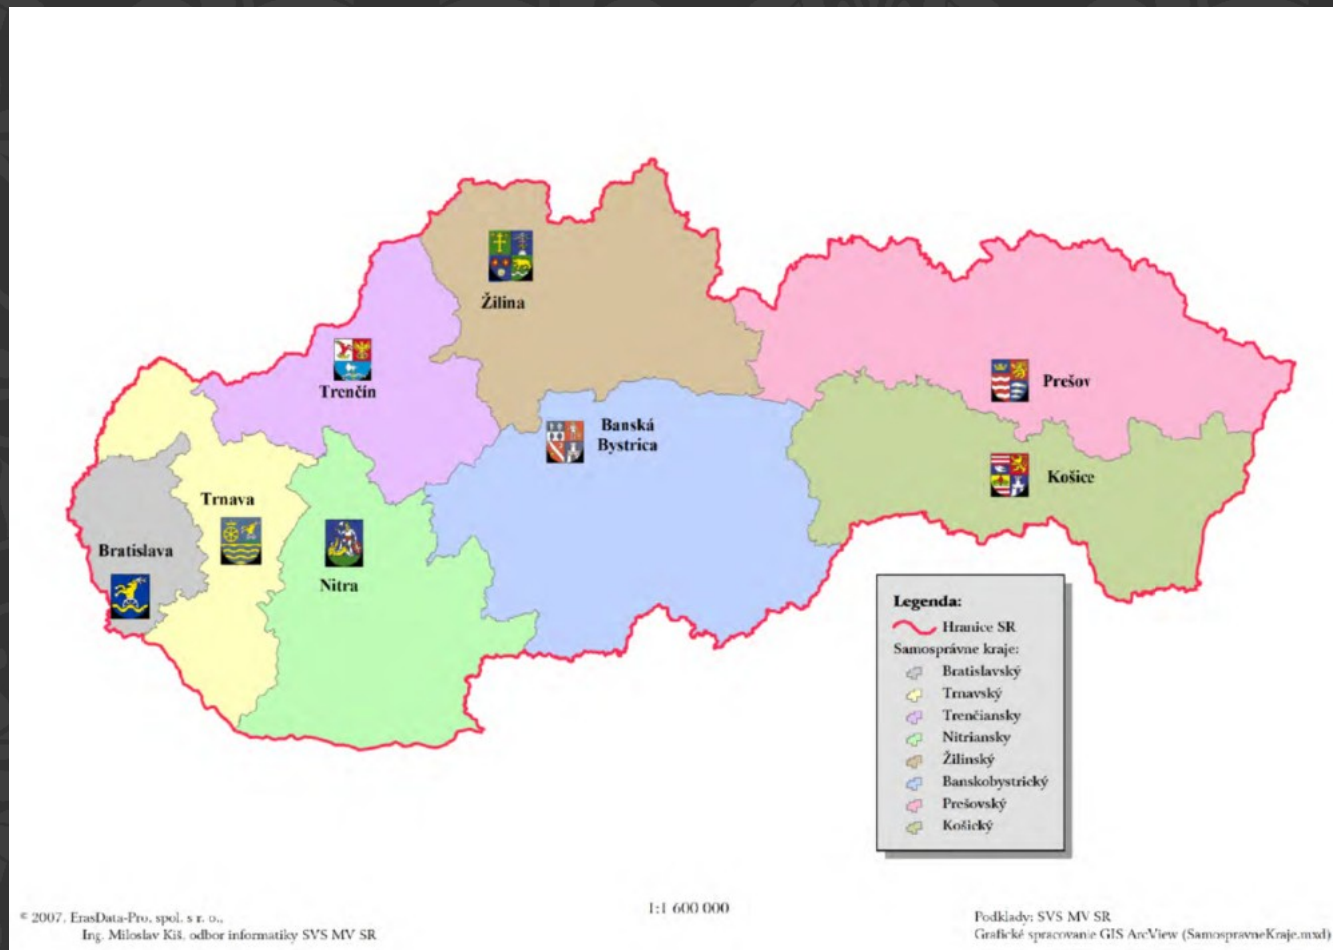 Žilina
Trenčín
Prešov
Banská
Bystrica
Košice
Trnava
Bratislava
Nitra
Legenda:
Hranice SR
Samosprávne kraje:
Bratislavský
Trnavský
Trenčiansky
Nitriansky
Žilinský
Banskobystrický
Prešovský
Košický
© 2007, ErasData-Pro, spol. s r. o.,
Ing. Miloslav Kiš, odbor informatiky SVS MV SR
1:1 600 000
Podklady: SVS MV SR
Grafické spracovanie GIS ArcView (SamospravneKraje.mxd)